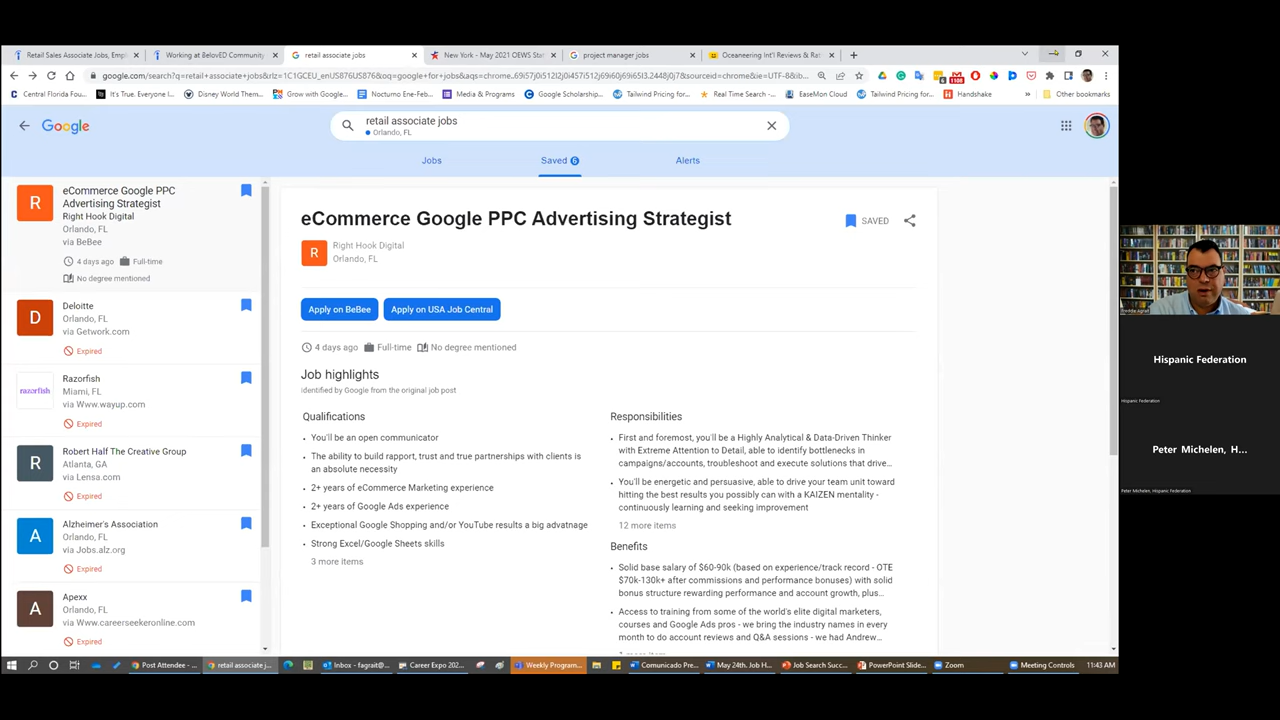 Retail Sales Associate Jobs, Empl
Working at BelovED Community
retail associate jobs
New York - May 2021 OEWS Sta
project manager jobs
Oceaneering Int'l Reviews & Rat
Central Florida Foun...
It's True. Everyone I...
Disney World Them...
Grow with Google...
Nocturno Ene-Feb...
Media & Programs
Google Scholarship...
Tailwind Pricing for...
Real Time Search -...
EaseMon Cloud
Tailwind Pricing for...
Handshake
Other bookmarks
Google
retail associate jobs
Orlando, FL
Jobs
Saved 6
Alerts
R
eCommerce Google PPC
Advertising Strategist
Right Hook Digital
Orlando, FL
via BeBee
4 days ago
Full-time
No degree mentioned
D
Deloitte
Orlando, FL
via Getwork.com
Expired
razorfish
Razorfish
Miami, FL
via Www.wayup.com
Expired
R
Robert Half The Creative Group
Atlanta, GA
via Lensa.com
Expired
A
Alzheimer's Association
Orlando, FL
via Jobs.alz.org
Expired
A
Apexx
Orlando, FL
via Www.careerseekeronline.com
Expired
eCommerce Google PPC Advertising Strategist
SAVED
R
Right Hook Digital
Orlando, FL
Apply on BeBee
Apply on USA Job Central
4 days ago
Full-time
No degree mentioned
Job highlights
Identified by Google from the original job post
Qualifications
• You'll be an open communicator
• The ability to build rapport, trust and true partnerships with clients is
an absolute necessity
• 2+ years of eCommerce Marketing experience
• 2+ years of Google Ads experience
• Exceptional Google Shopping and/or YouTube results a big advatnage
• Strong Excel/Google Sheets skills
3 more items
Responsibilities
• First and foremost, you'll be a Highly Analytical & Data-Driven Thinker
with Extreme Attention to Detail, able to identify bottlenecks in
campaigns/accounts, troubleshoot and execute solutions that drive...
• You'll be energetic and persuasive, able to drive your team unit toward
hitting the best results you possibly can with a KAIZEN mentality -
continuously learning and seeking improvement
12 more items
Benefits
• Solid base salary of $60-90k (based on experience/track record - OTE
$70k-130k+ after commissions and performance bonuses) with solid
bonus structure rewarding performance and account growth, plus...
• Access to training from some of the world's elite digital marketers,
courses and Google Ads pros - we bring the industry names in every
month to do account reviews and Q&A sessions - we had Andrew...
Hispanic Federation
Hispanic Federation
Peter Michelen, H...
Peter Michelen, Hispanic Federation
Post Attendee - ...
retail associate j...
Inbox - fagrait@...
Career Expo 202...
Weekly Program...
Comunicado Pre...
May 24th. Job H...
Job Search Succ...
PowerPoint Slide...
Zoom
Meeting Controls
11:43 AM